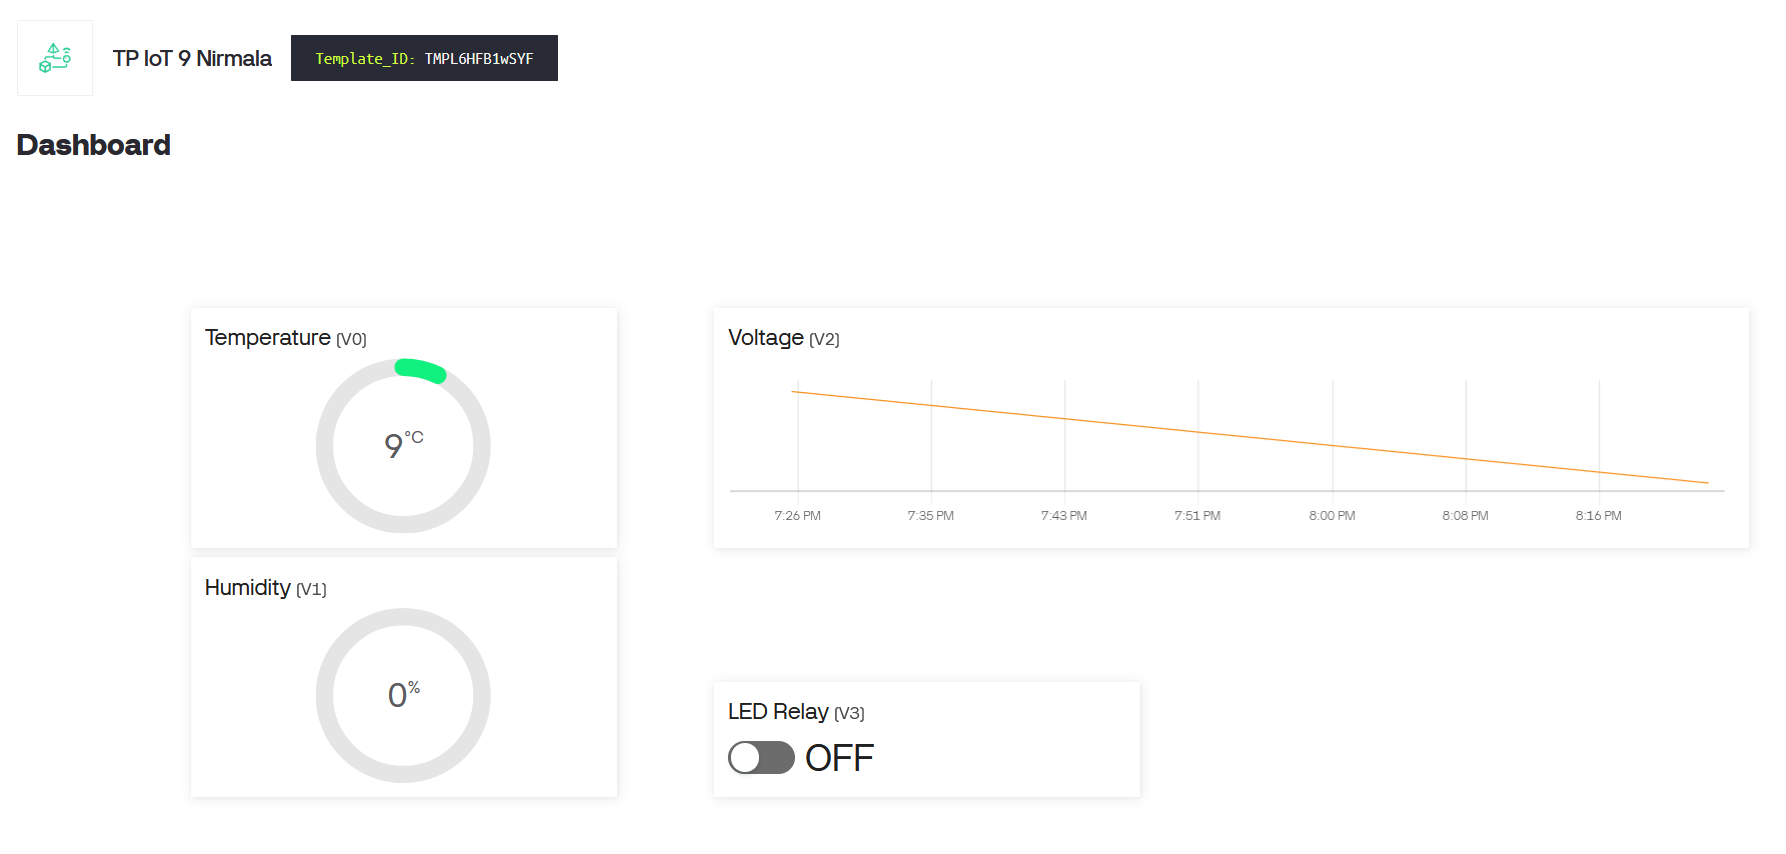 TP IoT 9 Nirmala
Template_ID: TMPL6HFB1wSYF
Dashboard
Temperature (V0)
9°C
Humidity (V1)
0%
Voltage (V2)
7:26 PM 7:35 PM 7:43 PM 7:51 PM 8:00 PM 8:08 PM 8:16 PM
LED Relay (V3)
OFF